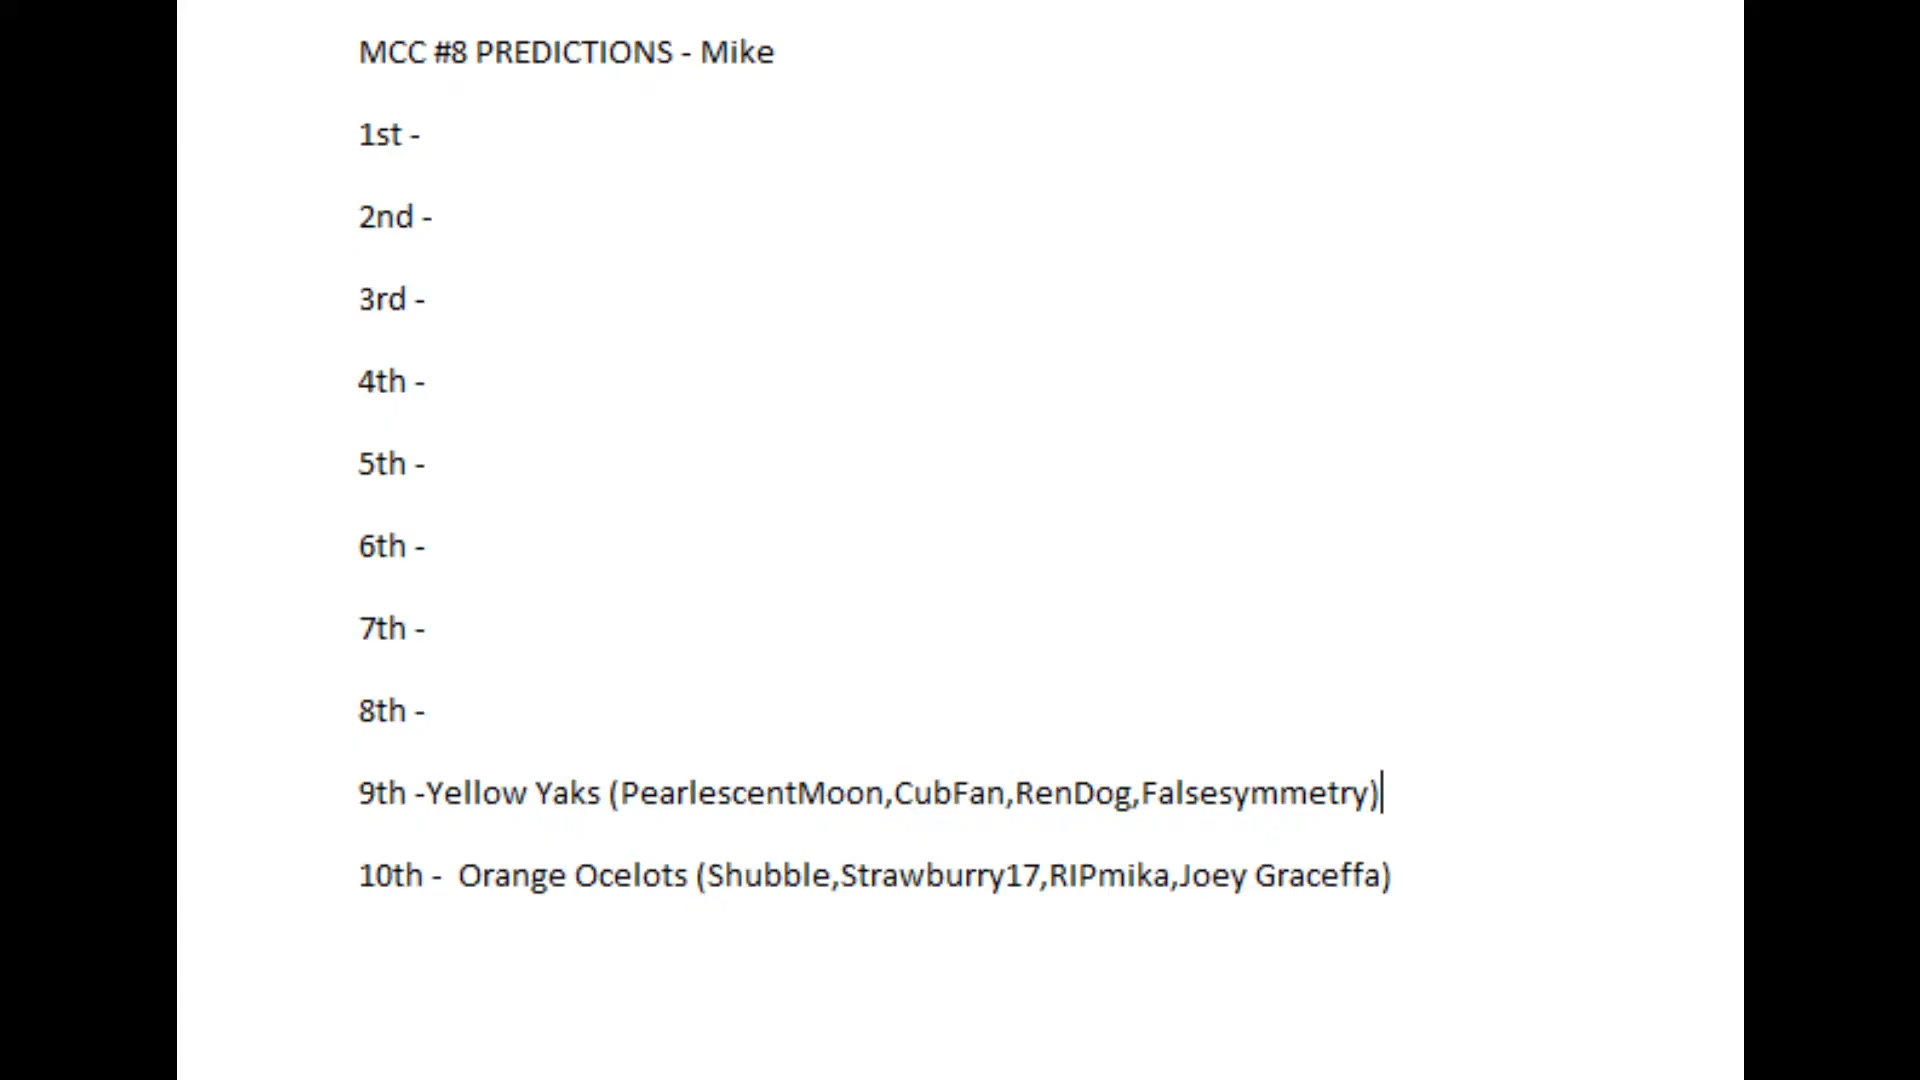 MCC #8 PREDICTIONS - Mike
1st -
2nd -
3rd -
4th -
5th -
6th -
7th -
8th -
9th -Yellow Yaks (PearlescentMoon,CubFan,RenDog,Falsesymmetry)
10th -  Orange Ocelots (Shubble,Strawburry17,RIPmika,Joey Graceffa)